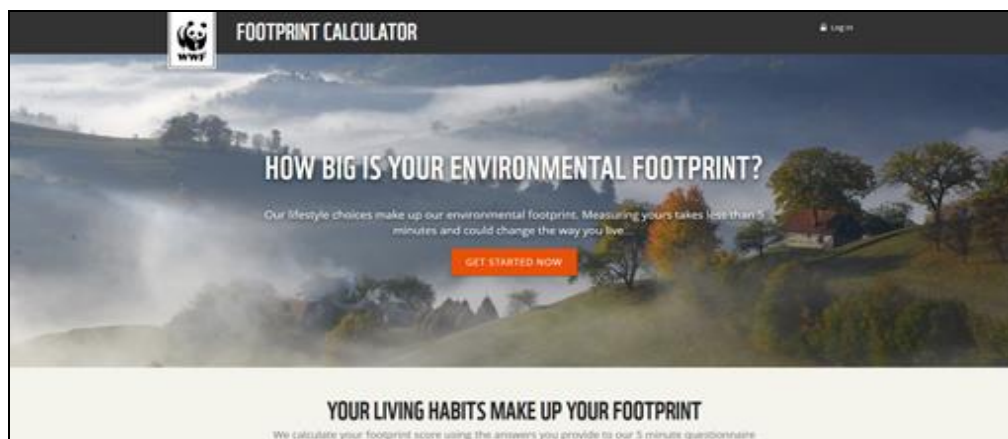 WWF
FOOTPRINT CALCULATOR
Log in
HOW BIG IS YOUR ENVIRONMENTAL FOOTPRINT?
Our lifestyle choices make up our environmental footprint. Measuring yours takes less than 5
minutes and could change the way you live
GET STARTED NOW
YOUR LIVING HABITS MAKE UP YOUR FOOTPRINT
We calculate your footprint score using the answers you provide to our 5 minute questionnaire